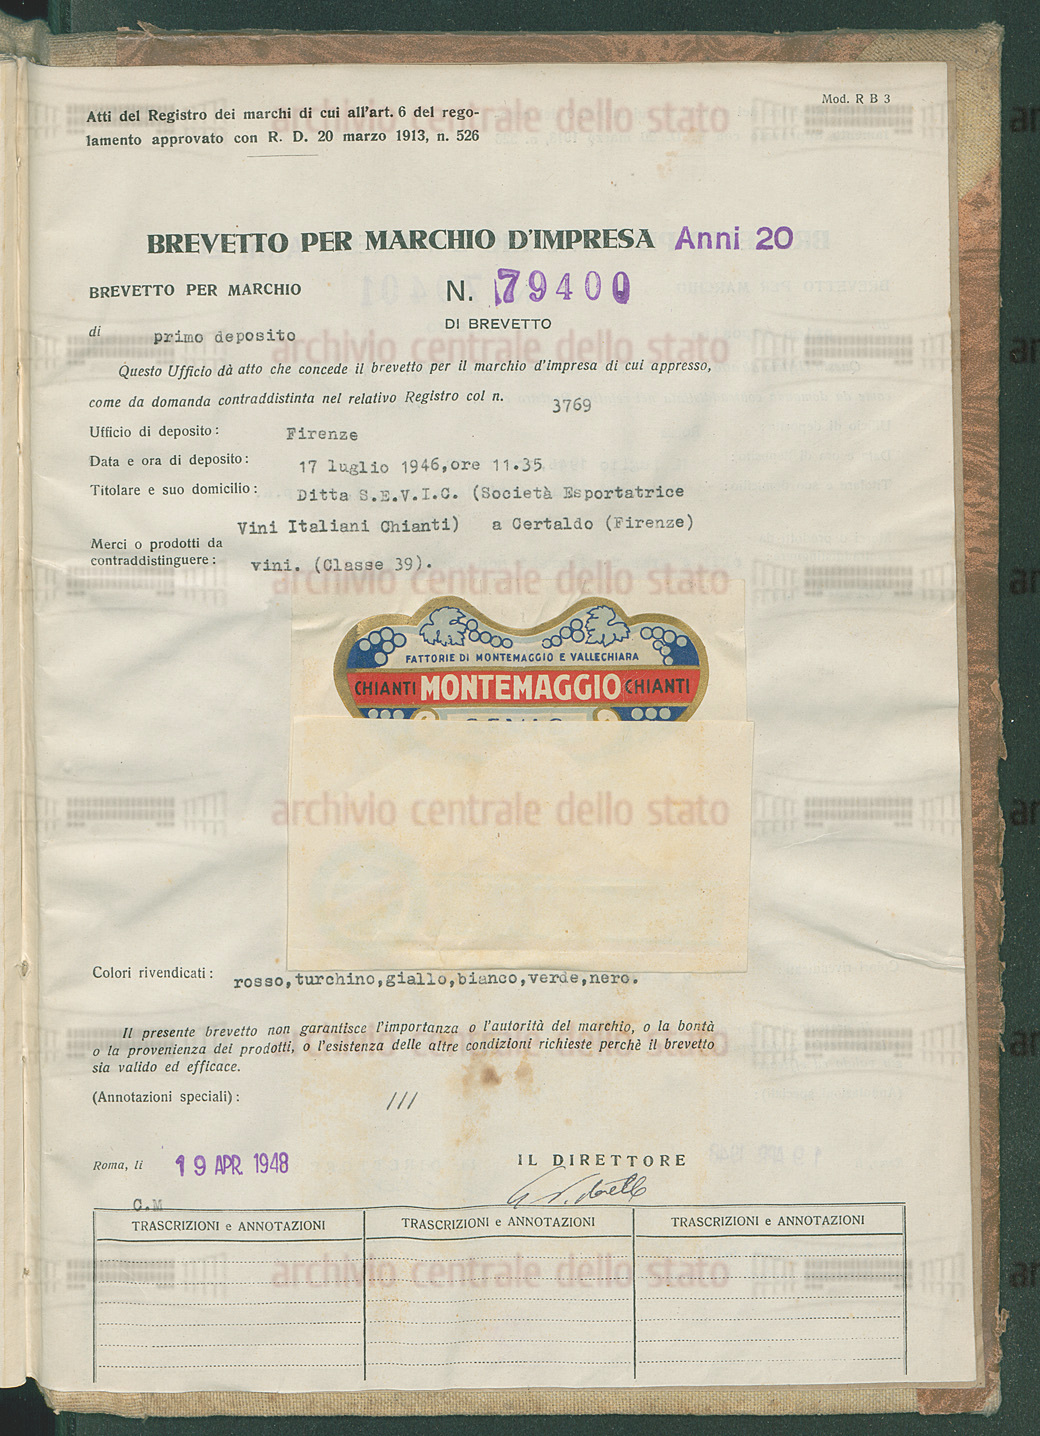 Mod. R B 3
Atti del Registro dei marchi di cui all'art. 6 del rego-
lamento approvato con R. D. 20 marzo 1913, n. 526
BREVETTO PER MARCHIO D'IMPRESA Anni 20
BREVETTO PER MARCHIO N. 79400
DI BREVETTO
di primo deposito
Questo Ufficio dà atto che concede il brevetto per il marchio d'impresa di cui appresso,
come da domanda contraddistinta nel relativo Registro col n. 3769
Ufficio di deposito: Firenze
Data e ora di deposito: 17 luglio 1946,ore 11.35
Titolare e suo domicilio: Ditta S.E.V.I.C. (Società Esportatrice
Vini Italiani Chianti) a Certaldo (Firenze)
Merci o prodotti da
contraddistinguere: vini. (Classe 39).
FATTORIE DI MONTEMAGGIO E VALLECHIARA
CHIANTI MONTEMAGGIO CHIANTI
Colori rivendicati: rosso,turchino,giallo,bianco,verde,nero.
Il presente brevetto non garantisce l'importanza o l'autorità del marchio, o la bontà
o la provenienza dei prodotti, o l'esistenza delle altre condizioni richieste perchè il brevetto
sia valido ed efficace.
(Annotazioni speciali): ///
Roma, li 19 APR. 1948
IL DIRETTORE
C.M
TRASCRIZIONI e ANNOTAZIONI TRASCRIZIONI e ANNOTAZIONI TRASCRIZIONI e ANNOTAZIONI
archivio centrale dello stato
archivio centrale dello stato
archivio centrale dello stato
archivio centrale dello stato
archivio centrale dello stato
archivio centrale dello stato